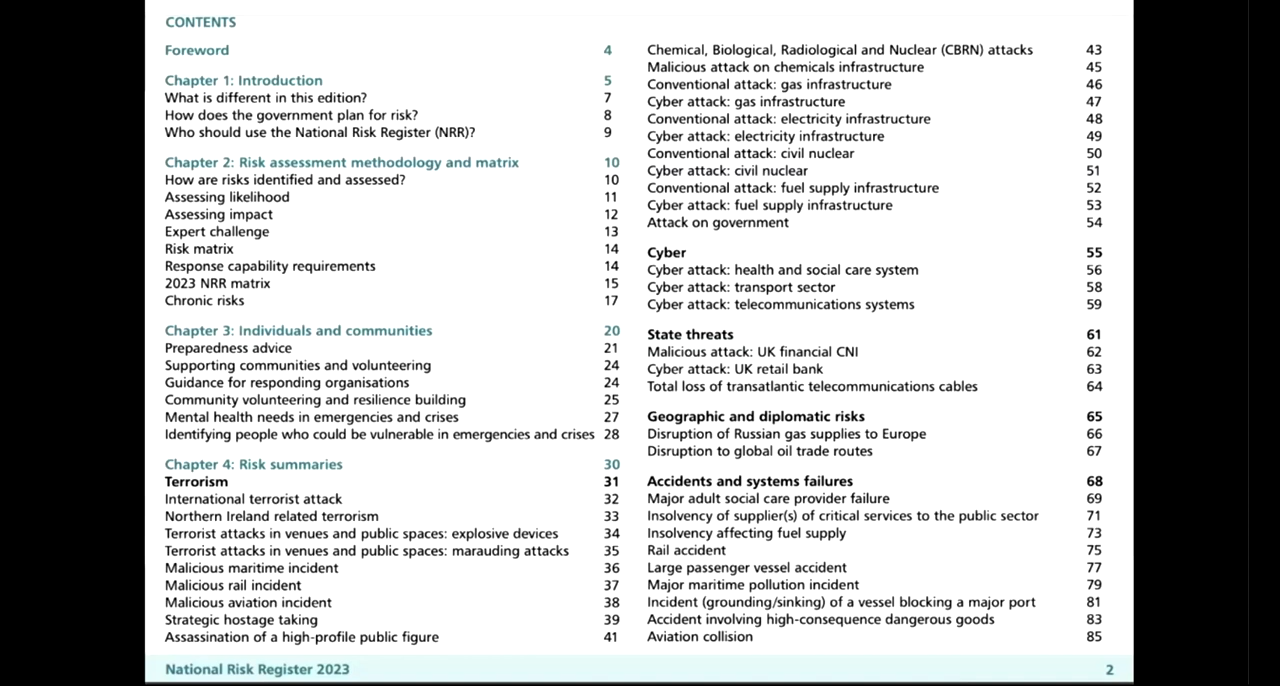 CONTENTS
Foreword 4
Chapter 1: Introduction 5
What is different in this edition? 7
How does the government plan for risk? 8
Who should use the National Risk Register (NRR)? 9
Chapter 2: Risk assessment methodology and matrix 10
How are risks identified and assessed? 10
Assessing likelihood 11
Assessing impact 12
Expert challenge 13
Risk matrix 14
Response capability requirements 14
2023 NRR matrix 15
Chronic risks 17
Chapter 3: Individuals and communities 20
Preparedness advice 21
Supporting communities and volunteering 24
Guidance for responding organisations 24
Community volunteering and resilience building 25
Mental health needs in emergencies and crises 27
Identifying people who could be vulnerable in emergencies and crises 28
Chapter 4: Risk summaries 30
Terrorism 31
International terrorist attack 32
Northern Ireland related terrorism 33
Terrorist attacks in venues and public spaces: explosive devices 34
Terrorist attacks in venues and public spaces: marauding attacks 35
Malicious maritime incident 36
Malicious rail incident 37
Malicious aviation incident 38
Strategic hostage taking 39
Assassination of a high-profile public figure 41
Chemical, Biological, Radiological and Nuclear (CBRN) attacks 43
Malicious attack on chemicals infrastructure 45
Conventional attack: gas infrastructure 46
Cyber attack: gas infrastructure 47
Conventional attack: electricity infrastructure 48
Cyber attack: electricity infrastructure 49
Conventional attack: civil nuclear 50
Cyber attack: civil nuclear 51
Conventional attack: fuel supply infrastructure 52
Cyber attack: fuel supply infrastructure 53
Attack on government 54
Cyber 55
Cyber attack: health and social care system 56
Cyber attack: transport sector 58
Cyber attack: telecommunications systems 59
State threats 61
Malicious attack: UK financial CNI 62
Cyber attack: UK retail bank 63
Total loss of transatlantic telecommunications cables 64
Geographic and diplomatic risks 65
Disruption of Russian gas supplies to Europe 66
Disruption to global oil trade routes 67
Accidents and systems failures 68
Major adult social care provider failure 69
Insolvency of supplier(s) of critical services to the public sector 71
Insolvency affecting fuel supply 73
Rail accident 75
Large passenger vessel accident 77
Major maritime pollution incident 79
Incident (grounding/sinking) of a vessel blocking a major port 81
Accident involving high-consequence dangerous goods 83
Aviation collision 85
National Risk Register 2023 2